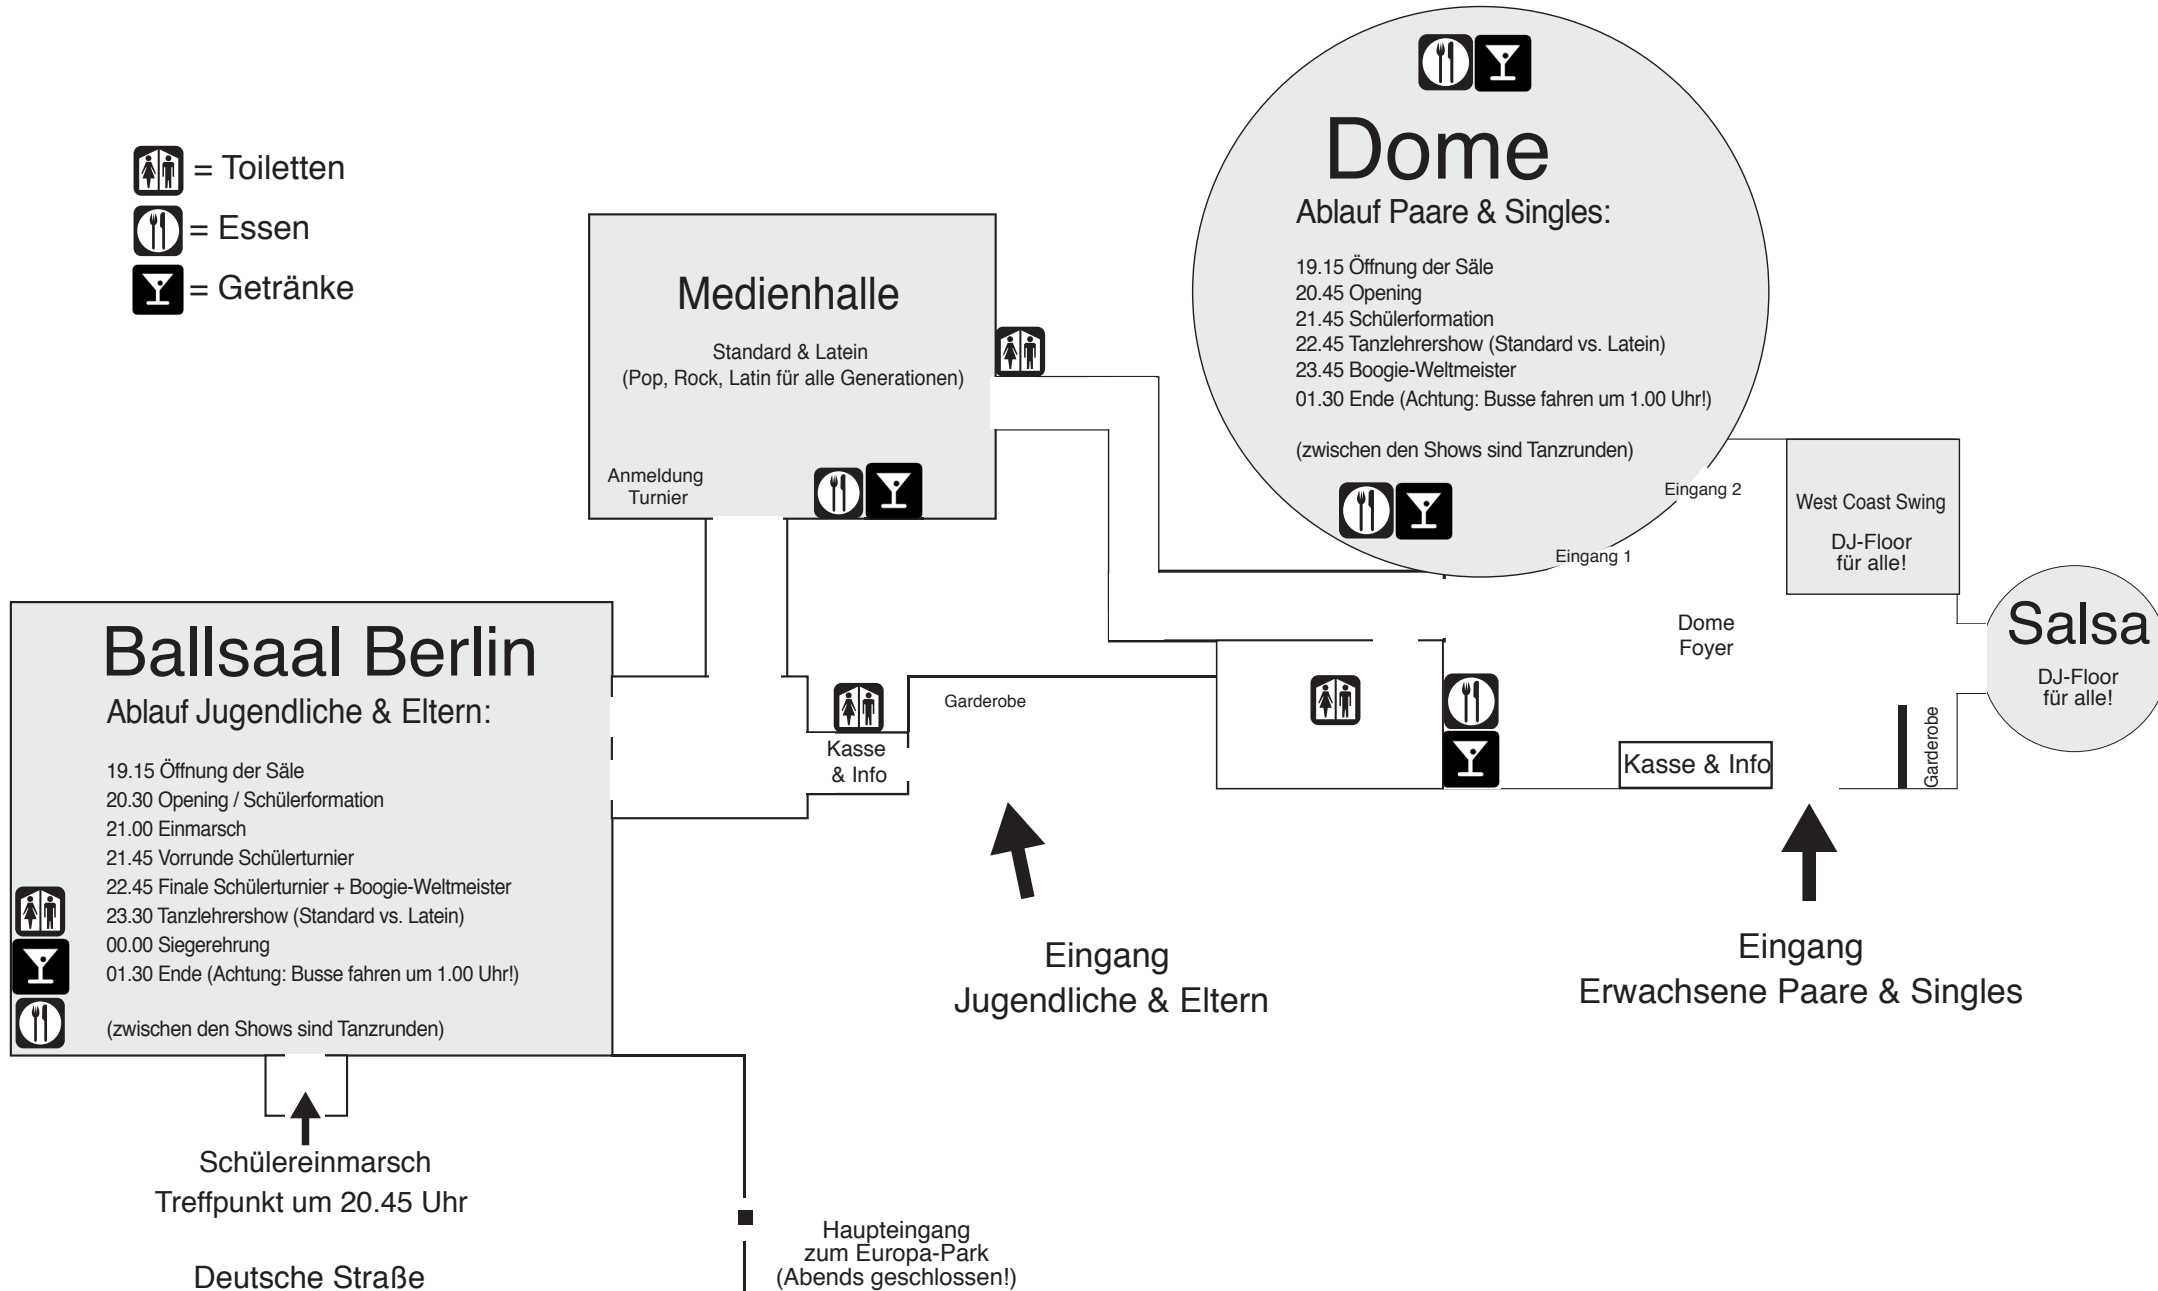 = Toiletten
= Essen
= Getränke
Medienhalle
Standard & Latein
(Pop, Rock, Latin für alle Generationen)
Anmeldung
Turnier
Dome
Ablauf Paare & Singles:
19.15 Öffnung der Säle
20.45 Opening
21.45 Schülerformation
22.45 Tanzlehrershow (Standard vs. Latein)
23.45 Boogie-Weltmeister
01.30 Ende (Achtung: Busse fahren um 1.00 Uhr!)
(zwischen den Shows sind Tanzrunden)
Eingang 2
Eingang 1
West Coast Swing
DJ-Floor
für alle!
Salsa
DJ-Floor
für alle!
Dome
Foyer
Garderobe
Kasse & Info
Ballsaal Berlin
Ablauf Jugendliche & Eltern:
19.15 Öffnung der Säle
20.30 Opening / Schülerformation
21.00 Einmarsch
21.45 Vorrunde Schülerturnier
22.45 Finale Schülerturnier + Boogie-Weltmeister
23.30 Tanzlehrershow (Standard vs. Latein)
00.00 Siegerehrung
01.30 Ende (Achtung: Busse fahren um 1.00 Uhr!)
(zwischen den Shows sind Tanzrunden)
Kasse
& Info
Garderobe
Eingang
Jugendliche & Eltern
Eingang
Erwachsene Paare & Singles
Schülereinmarsch
Treffpunkt um 20.45 Uhr
Deutsche Straße
Haupteingang
zum Europa-Park
(Abends geschlossen!)